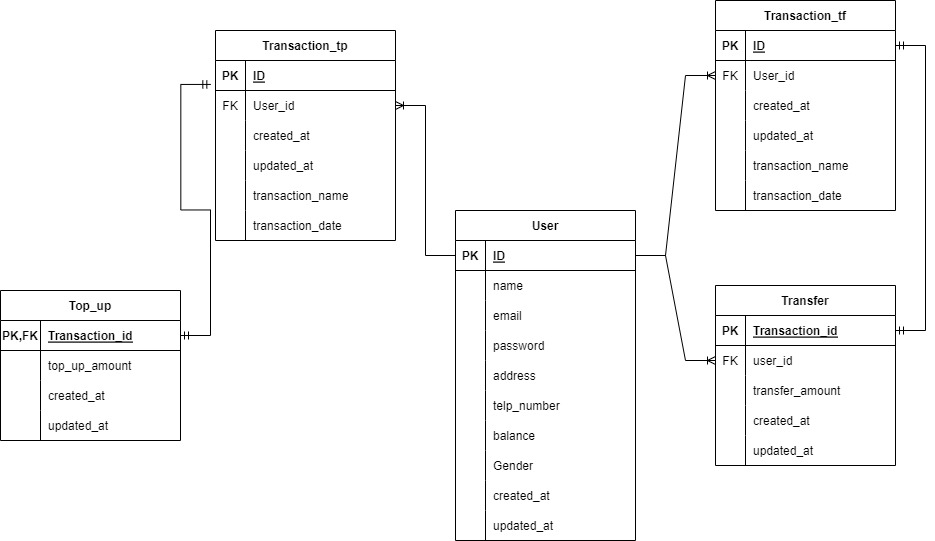 Transaction_tp
PK ID
FK User_id
created_at
updated_at
transaction_name
transaction_date
Top_up
PK,FK Transaction_id
top_up_amount
created_at
updated_at
User
PK ID
name
email
password
address
telp_number
balance
Gender
created_at
updated_at
Transaction_tf
PK ID
FK User_id
created_at
updated_at
transaction_name
transaction_date
Transfer
PK Transaction_id
FK user_id
transfer_amount
created_at
updated_at